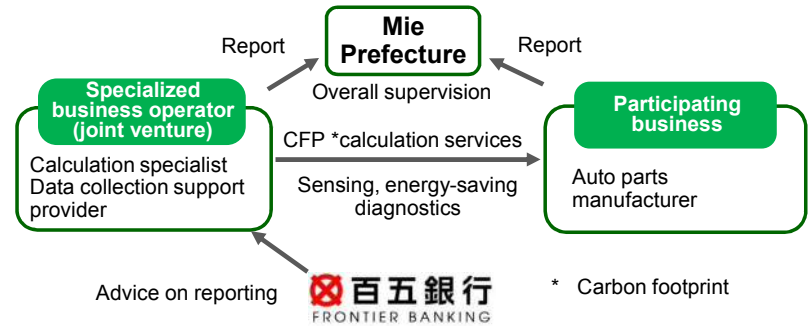 Mie
Prefecture
Report
Report
Overall supervision
Specialized
business operator
(joint venture)
Calculation specialist
Data collection support
provider
CFP *calculation services
Sensing, energy-saving
diagnostics
Participating
business
Auto parts
manufacturer
Advice on reporting
百五銀行
FRONTIER BANKING
* Carbon footprint